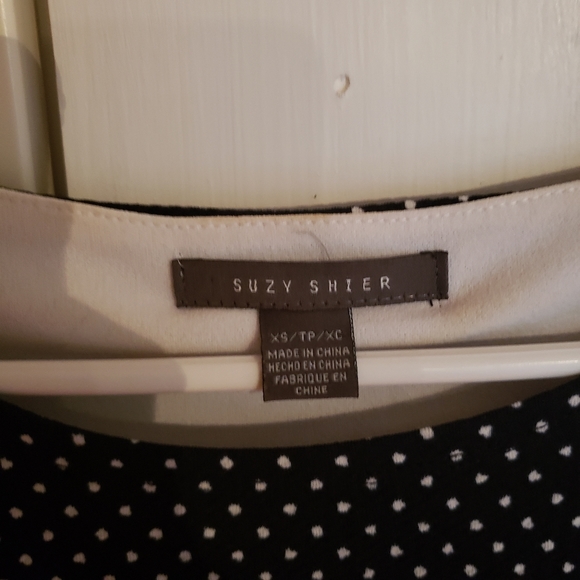 SUZY SHIER
XS/TP/XC
MADE IN CHINA
HECHO EN CHINA
FABRIQUE EN
CHINE